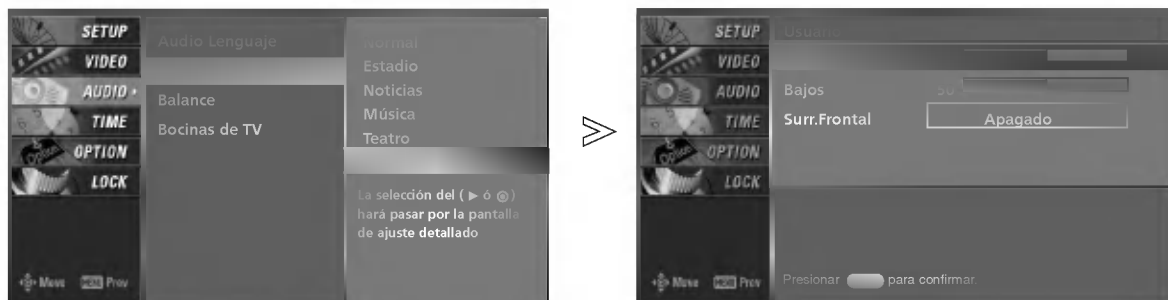 SETUP
VIDEO
AUDIO
TIME
OPTION
LOCK
Move MENU Prev
Audio Lenguaje
Balance
Bocinas de TV
Normal
Estadio
Noticias
Música
Teatro
La selección del ( ▶ ó ◉ )
hará pasar por la pantalla
de ajuste detallado
SETUP
VIDEO
AUDIO
TIME
OPTION
LOCK
Move MENU Prev
Usuario
Bajos 50
Surr.Frontal Apagado
Presionar para confirmar.